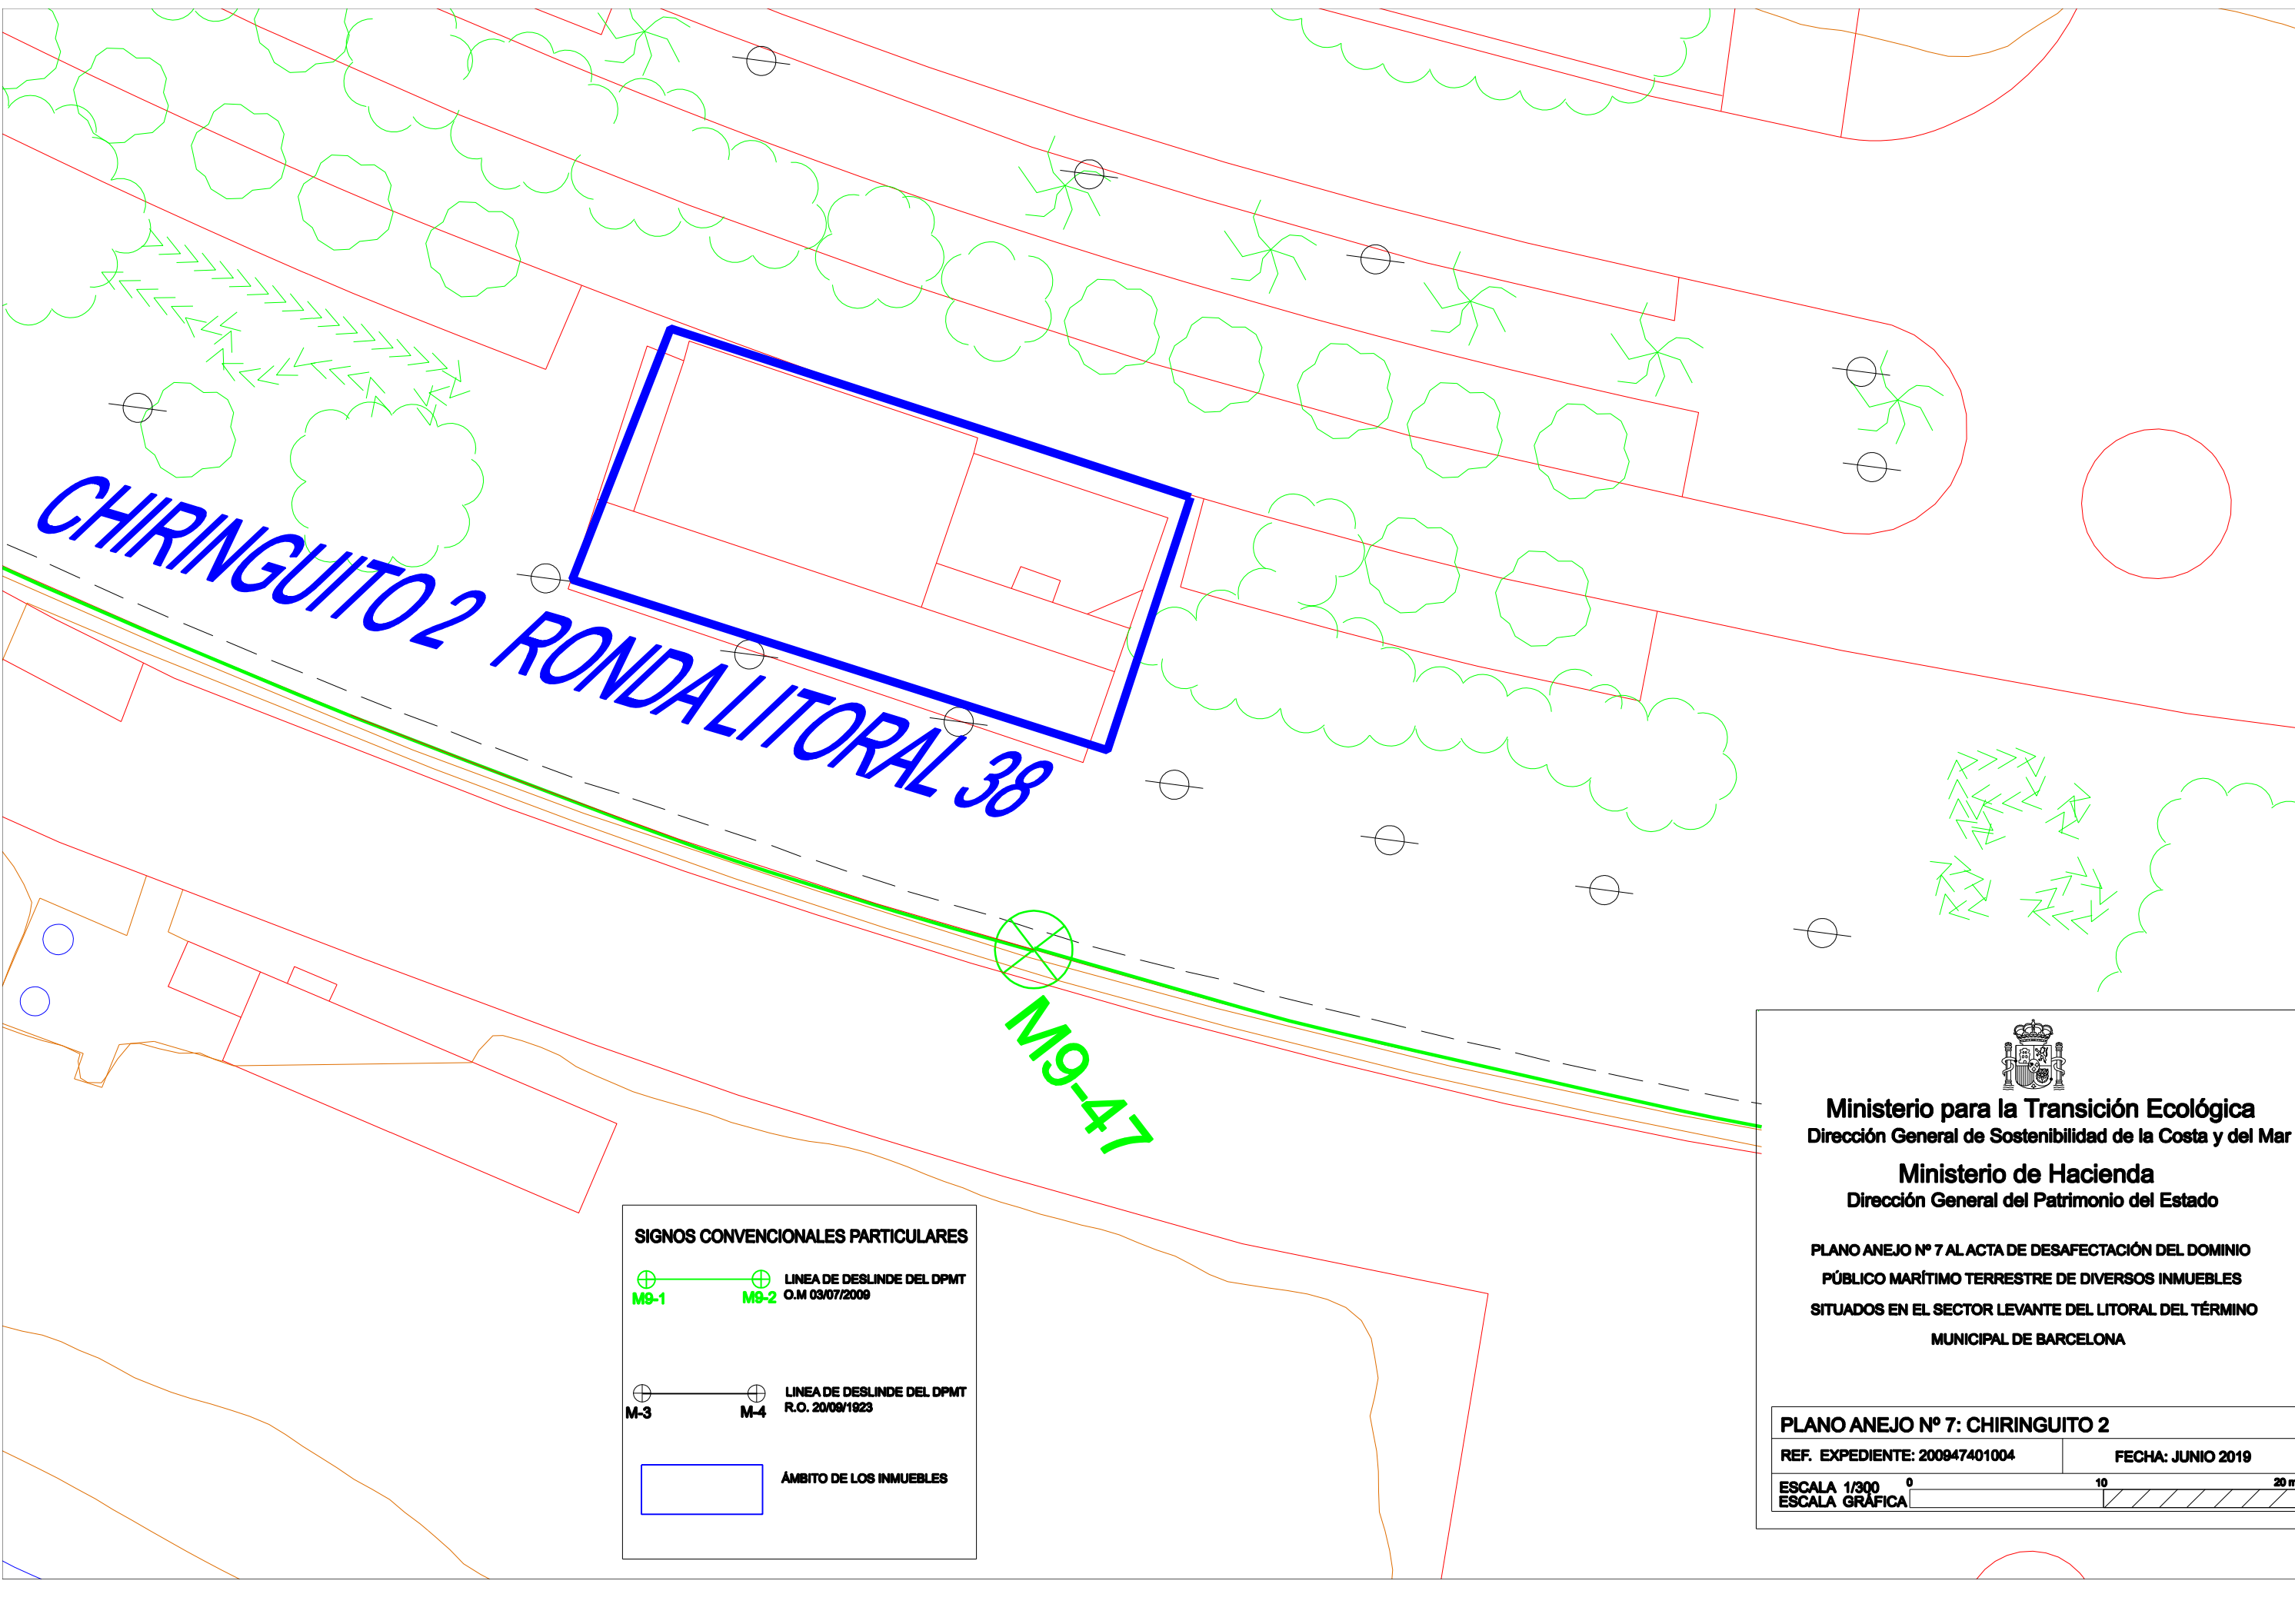 CHIRINGUITO 2 RONDA LITORAL 38
M9-47
SIGNOS CONVENCIONALES PARTICULARES
M9-1
M9-2
LINEA DE DESLINDE DEL DPMT
O.M 03/07/2009
M-3
M-4
LINEA DE DESLINDE DEL DPMT
R.O. 20/09/1923
ÁMBITO DE LOS INMUEBLES
Ministerio para la Transición Ecológica
Dirección General de Sostenibilidad de la Costa y del Mar
Ministerio de Hacienda
Dirección General del Patrimonio del Estado
PLANO ANEJO Nº 7 AL ACTA DE DESAFECTACIÓN DEL DOMINIO
PÚBLICO MARÍTIMO TERRESTRE DE DIVERSOS INMUEBLES
SITUADOS EN EL SECTOR LEVANTE DEL LITORAL DEL TÉRMINO
MUNICIPAL DE BARCELONA
PLANO ANEJO Nº 7: CHIRINGUITO 2
REF. EXPEDIENTE: 200947401004
FECHA: JUNIO 2019
ESCALA 1/300
ESCALA GRÁFICA
0 10 20 m